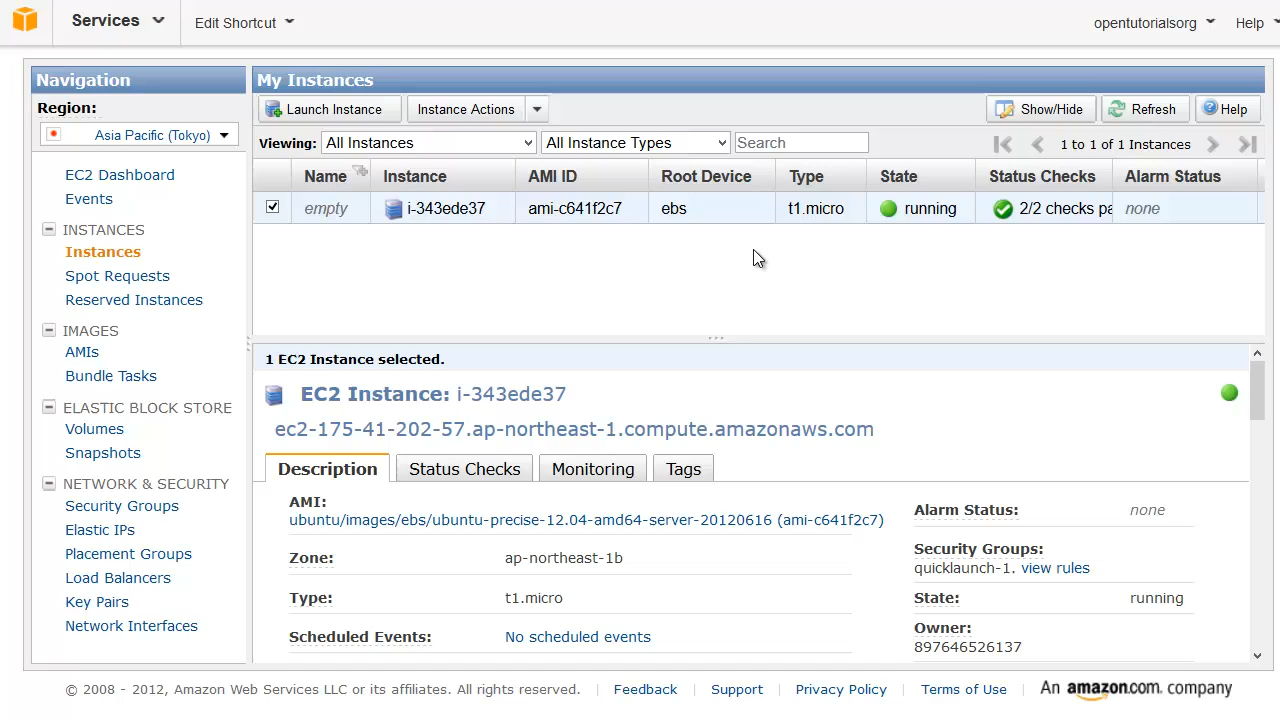 Services Edit Shortcut opentutorialsorg Help
Navigation
Region:
Asia Pacific (Tokyo)
EC2 Dashboard
Events
INSTANCES
Instances
Spot Requests
Reserved Instances
IMAGES
AMIs
Bundle Tasks
ELASTIC BLOCK STORE
Volumes
Snapshots
NETWORK & SECURITY
Security Groups
Elastic IPs
Placement Groups
Load Balancers
Key Pairs
Network Interfaces
My Instances
Launch Instance Instance Actions Show/Hide Refresh Help
Viewing: All Instances All Instance Types Search 1 to 1 of 1 Instances
Name Instance AMI ID Root Device Type State Status Checks Alarm Status
empty i-343ede37 ami-c641f2c7 ebs t1.micro running 2/2 checks pa none
1 EC2 Instance selected.
EC2 Instance: i-343ede37
ec2-175-41-202-57.ap-northeast-1.compute.amazonaws.com
Description Status Checks Monitoring Tags
AMI:
ubuntu/images/ebs/ubuntu-precise-12.04-amd64-server-20120616 (ami-c641f2c7)
Zone: ap-northeast-1b
Type: t1.micro
Scheduled Events: No scheduled events
Alarm Status: none
Security Groups:
quicklaunch-1. view rules
State: running
Owner:
897646526137
© 2008 - 2012, Amazon Web Services LLC or its affiliates. All rights reserved. | Feedback | Support | Privacy Policy | Terms of Use | An amazon.com company